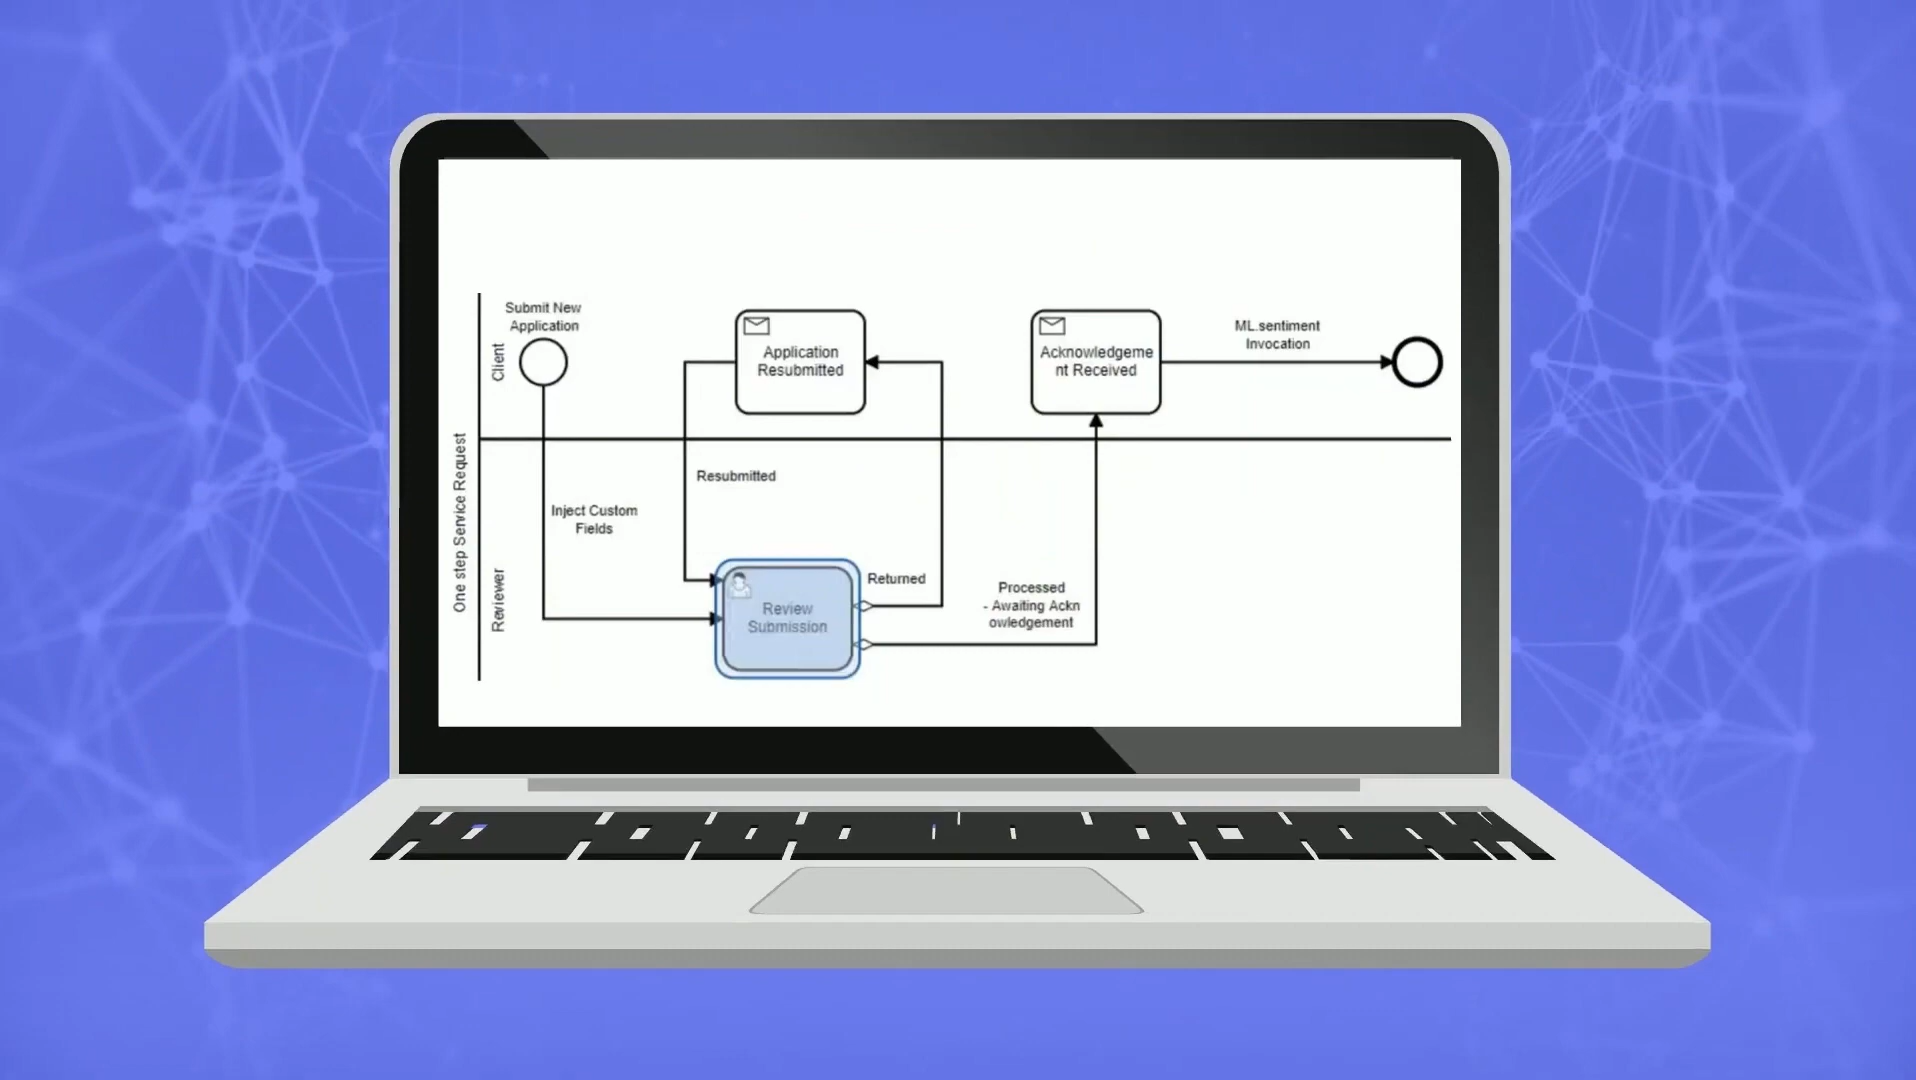 Submit New
Application
Client
Application
Resubmitted
Acknowledgeme
nt Received
ML.sentiment
Invocation
One step Service Request
Resubmitted
Inject Custom
Fields
Reviewer
Review
Submission
Returned
Processed
- Awaiting Ackn
owledgement